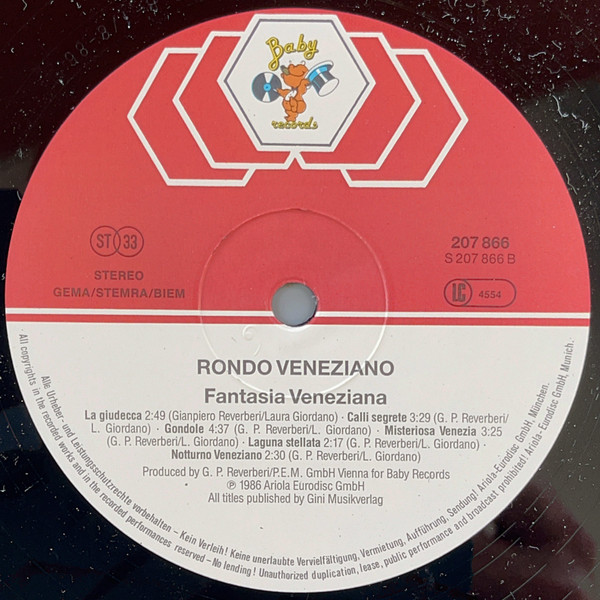 Baby
records
ST 33
STEREO
GEMA/STEMRA/BIEM
207 866
S 207 866 B
LC 4554
RONDO VENEZIANO
Fantasia Veneziana
La giudecca 2:49 (Gianpiero Reverberi/Laura Giordano) · Calli segrete 3:29 (G. P. Reverberi/
L. Giordano) · Gondole 4:37 (G. P. Reverberi/L. Giordano) · Misteriosa Venezia 3:25
(G. P. Reverberi/L. Giordano) · Laguna stellata 2:17 (G. P. Reverberi/L. Giordano)
Notturno Veneziano 2:30 (G. P. Reverberi/L. Giordano)
Produced by G. P. Reverberi/P.E.M. GmbH Vienna for Baby Records
℗ 1986 Ariola Eurodisc GmbH
All titles published by Gini Musikverlag
Alle Urheber- und Leistungsschutzrechte vorbehalten – Kein Verleih! Keine unerlaubte Vervielfältigung, Vermietung, Aufführung, Sendung! Ariola-Eurodisc GmbH, München.
All copyrights in the recorded works and in the recorded performances reserved – No lending! Unauthorized duplication, lease, public performance and broadcast prohibited! Ariola-Eurodisc GmbH, Munich.